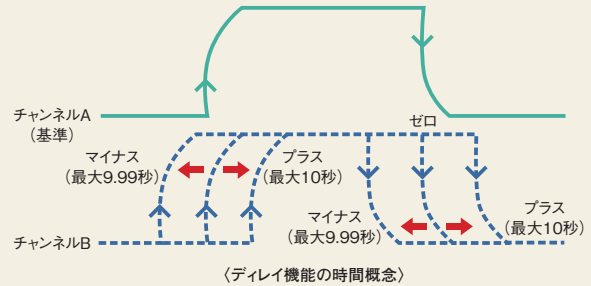 チャンネルA
(基準)
ゼロ
マイナス
(最大9.99秒)
プラス
(最大10秒)
マイナス
(最大9.99秒)
プラス
(最大10秒)
チャンネルB
〈ディレイ機能の時間概念〉